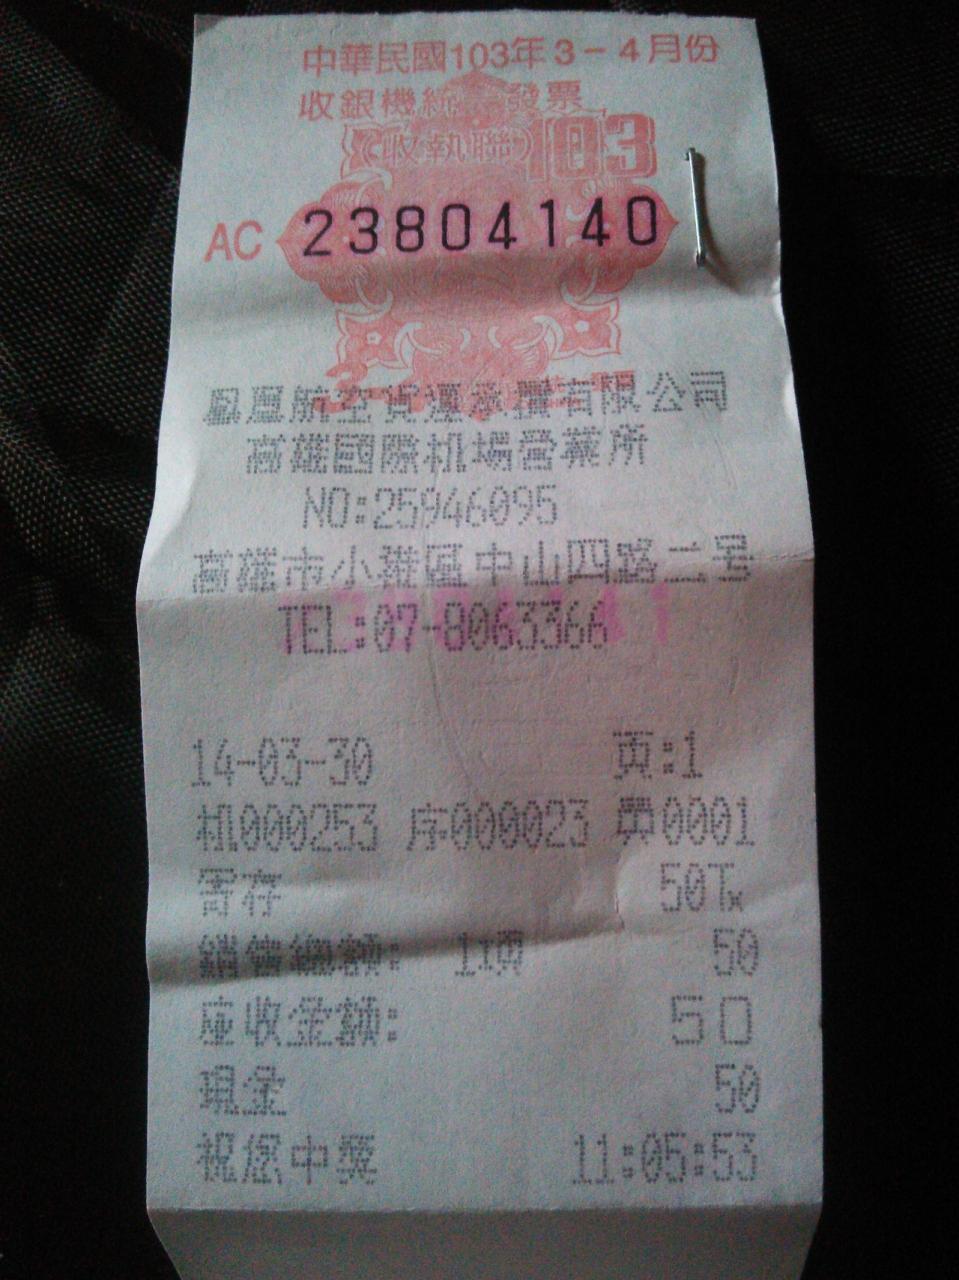 中華民國103年3-4月份
收銀機統一發票
收執聯 103
AC 23804140
鳳凰航空貨運承攬有限公司
高雄國際机場營業所
NO:25946095
高雄市小港區中山四路二号
TEL:07-8063366
14-03-30 頁:1
机000253 序000023 員0001
寄存 50Tx
銷售總額: 1項 50
應收金額: 50
現金 50
祝您中獎 11:05:53